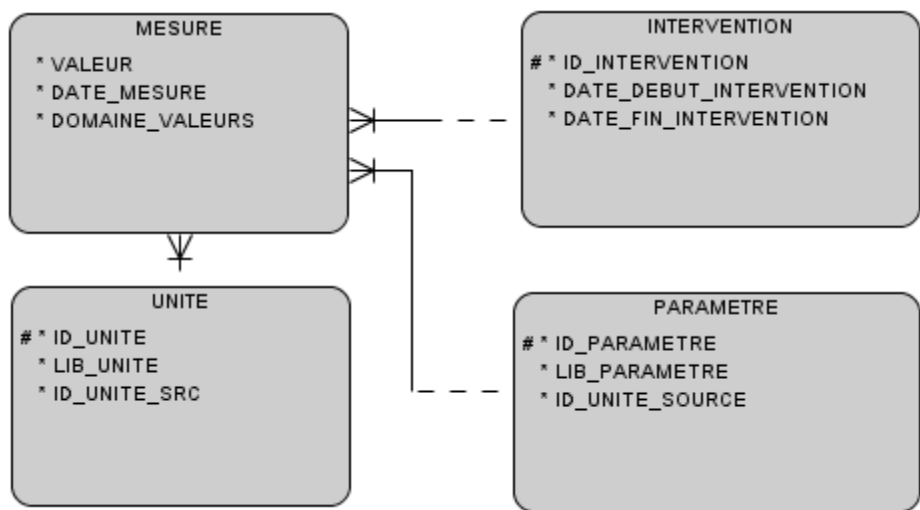 MESURE
* VALEUR
* DATE_MESURE
* DOMAINE_VALEURS
INTERVENTION
# * ID_INTERVENTION
* DATE_DEBUT_INTERVENTION
* DATE_FIN_INTERVENTION
UNITE
# * ID_UNITE
* LIB_UNITE
* ID_UNITE_SRC
PARAMETRE
# * ID_PARAMETRE
* LIB_PARAMETRE
* ID_UNITE_SOURCE